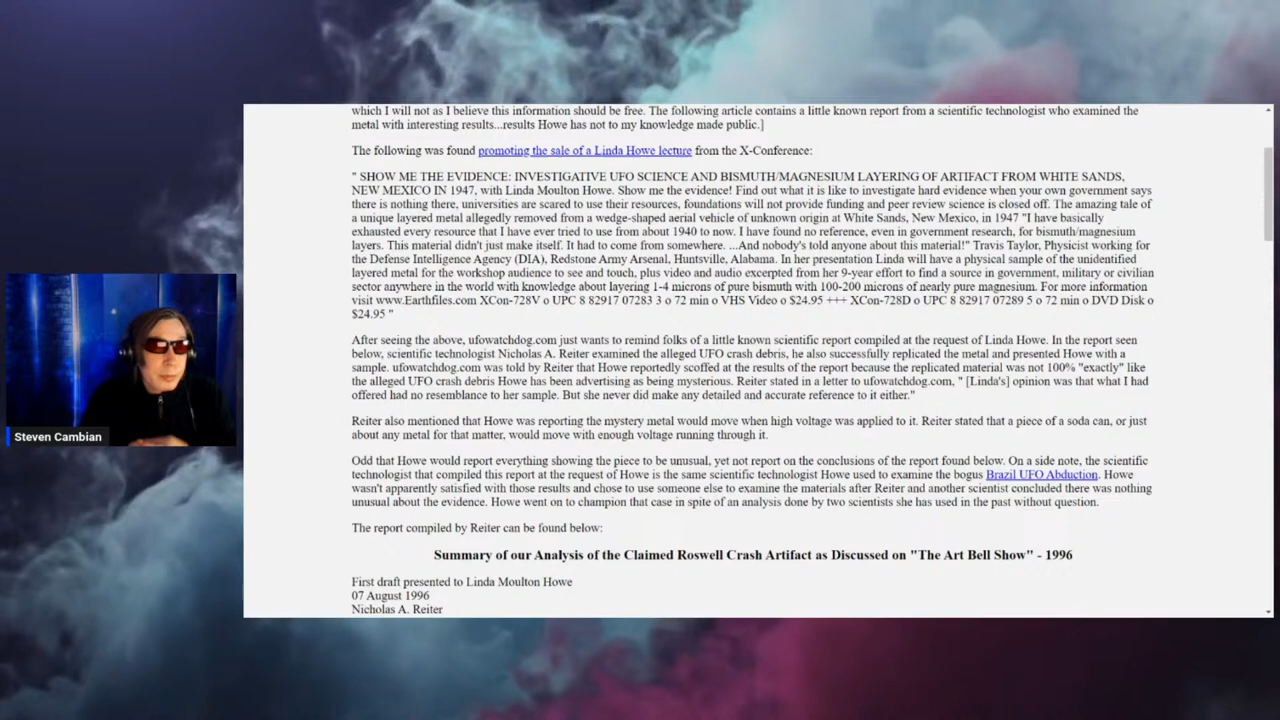 which I will not as I believe this information should be free. The following article contains a little known report from a scientific technologist who examined the
metal with interesting results...results Howe has not to my knowledge made public.]
The following was found promoting the sale of a Linda Howe lecture from the X-Conference:
" SHOW ME THE EVIDENCE: INVESTIGATIVE UFO SCIENCE AND BISMUTH/MAGNESIUM LAYERING OF ARTIFACT FROM WHITE SANDS,
NEW MEXICO IN 1947, with Linda Moulton Howe. Show me the evidence! Find out what it is like to investigate hard evidence when your own government says
there is nothing there, universities are scared to use their resources, foundations will not provide funding and peer review science is closed off. The amazing tale of
a unique layered metal allegedly removed from a wedge-shaped aerial vehicle of unknown origin at White Sands, New Mexico, in 1947 "I have basically
exhausted every resource that I have ever tried to use from about 1940 to now. I have found no reference, even in government research, for bismuth/magnesium
layers. This material didn't just make itself. It had to come from somewhere. ...And nobody's told anyone about this material!" Travis Taylor, Physicist working for
the Defense Intelligence Agency (DIA), Redstone Army Arsenal, Huntsville, Alabama. In her presentation Linda will have a physical sample of the unidentified
layered metal for the workshop audience to see and touch, plus video and audio excerpted from her 9-year effort to find a source in government, military or civilian
sector anywhere in the world with knowledge about layering 1-4 microns of pure bismuth with 100-200 microns of nearly pure magnesium. For more information
visit www.Earthfiles.com XCon-728V o UPC 8 82917 07283 3 o 72 min o VHS Video o $24.95 +++ XCon-728D o UPC 8 82917 07289 5 o 72 min o DVD Disk o
$24.95 "
After seeing the above, ufowatchdog.com just wants to remind folks of a little known scientific report compiled at the request of Linda Howe. In the report seen
below, scientific technologist Nicholas A. Reiter examined the alleged UFO crash debris, he also successfully replicated the metal and presented Howe with a
sample. ufowatchdog.com was told by Reiter that Howe reportedly scoffed at the results of the report because the replicated material was not 100% "exactly" like
the alleged UFO crash debris Howe has been advertising as being mysterious. Reiter stated in a letter to ufowatchdog.com, " [Linda's] opinion was that what I had
offered had no resemblance to her sample. But she never did make any detailed and accurate reference to it either."
Reiter also mentioned that Howe was reporting the mystery metal would move when high voltage was applied to it. Reiter stated that a piece of a soda can, or just
about any metal for that matter, would move with enough voltage running through it.
Odd that Howe would report everything showing the piece to be unusual, yet not report on the conclusions of the report found below. On a side note, the scientific
technologist that compiled this report at the request of Howe is the same scientific technologist Howe used to examine the bogus Brazil UFO Abduction. Howe
wasn't apparently satisfied with those results and chose to use someone else to examine the materials after Reiter and another scientist concluded there was nothing
unusual about the evidence. Howe went on to champion that case in spite of an analysis done by two scientists she has used in the past without question.
The report compiled by Reiter can be found below:
Summary of our Analysis of the Claimed Roswell Crash Artifact as Discussed on "The Art Bell Show" - 1996
First draft presented to Linda Moulton Howe
07 August 1996
Nicholas A. Reiter
Steven Cambian